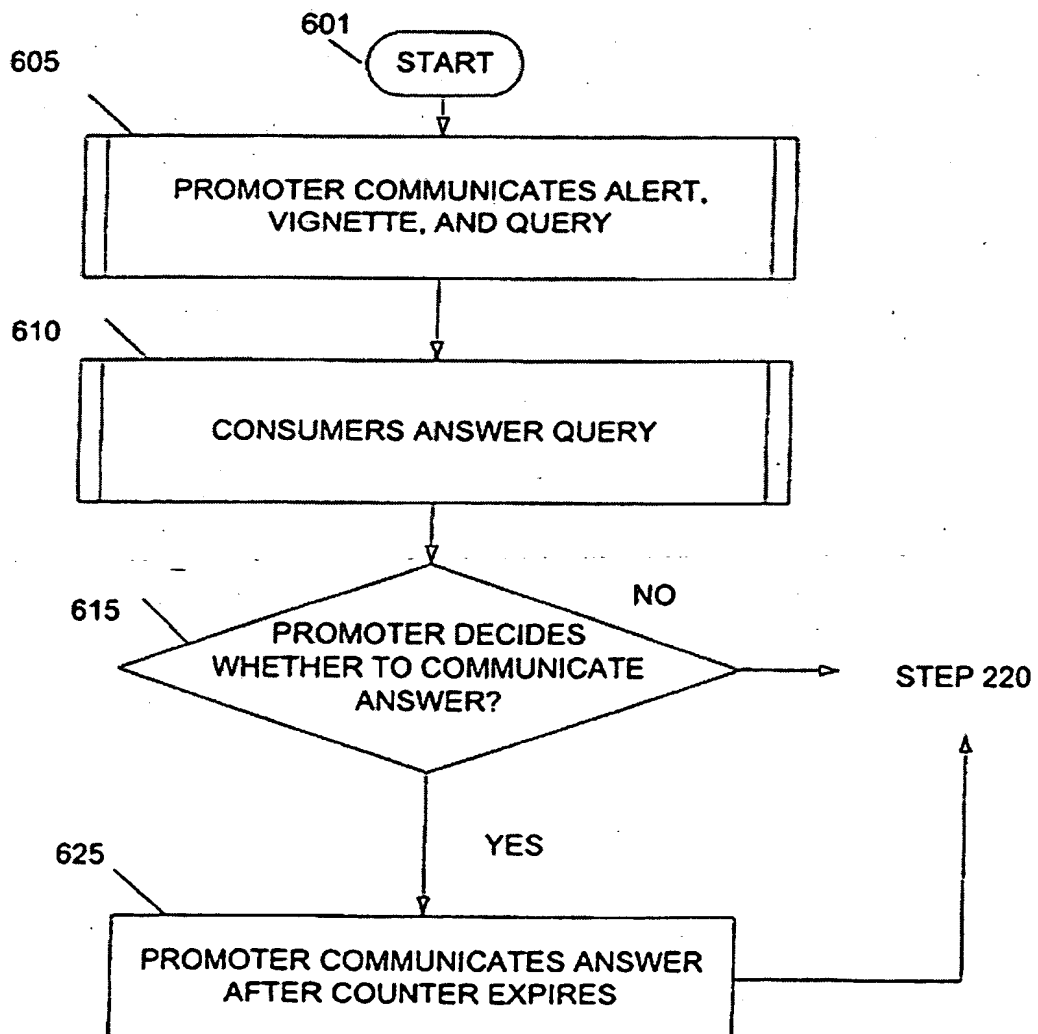 601
START
605
PROMOTER COMMUNICATES ALERT,
VIGNETTE, AND QUERY
610
CONSUMERS ANSWER QUERY
615
NO
PROMOTER DECIDES
WHETHER TO COMMUNICATE
ANSWER?
STEP 220
YES
625
PROMOTER COMMUNICATES ANSWER
AFTER COUNTER EXPIRES